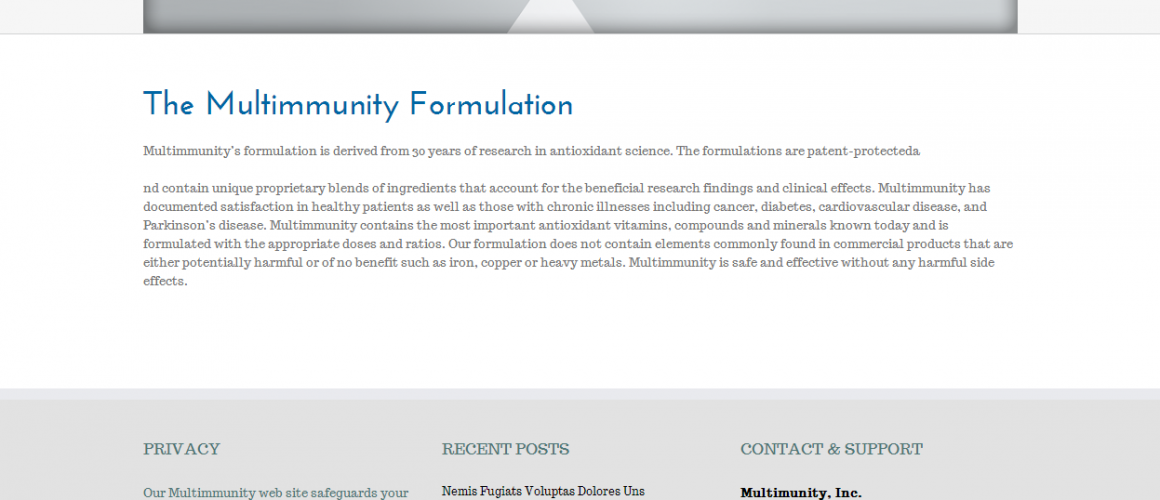 The Multimmunity Formulation
Multimmunity's formulation is derived from 30 years of research in antioxidant science. The formulations are patent-protecteda
nd contain unique proprietary blends of ingredients that account for the beneficial research findings and clinical effects. Multimmunity has
documented satisfaction in healthy patients as well as those with chronic illnesses including cancer, diabetes, cardiovascular disease, and
Parkinson's disease. Multimmunity contains the most important antioxidant vitamins, compounds and minerals known today and is
formulated with the appropriate doses and ratios. Our formulation does not contain elements commonly found in commercial products that are
either potentially harmful or of no benefit such as iron, copper or heavy metals. Multimmunity is safe and effective without any harmful side
effects.
PRIVACY
Our Multimmunity web site safeguards your
RECENT POSTS
Nemis Fugiats Voluptas Dolores Uns
CONTACT & SUPPORT
Multimunity, Inc.